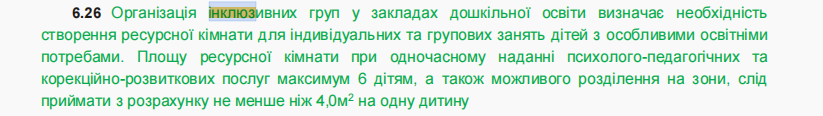 6.26 Організація інклюзивних груп у закладах дошкільної освіти визначає необхідність
створення ресурсної кімнати для індивідуальних та групових занять дітей з особливими освітніми
потребами. Площу ресурсної кімнати при одночасному наданні психолого-педагогічних та
корекційно-розвиткових послуг максимум 6 дітям, а також можливого розділення на зони, слід
приймати з розрахунку не менше ніж 4,0м² на одну дитину